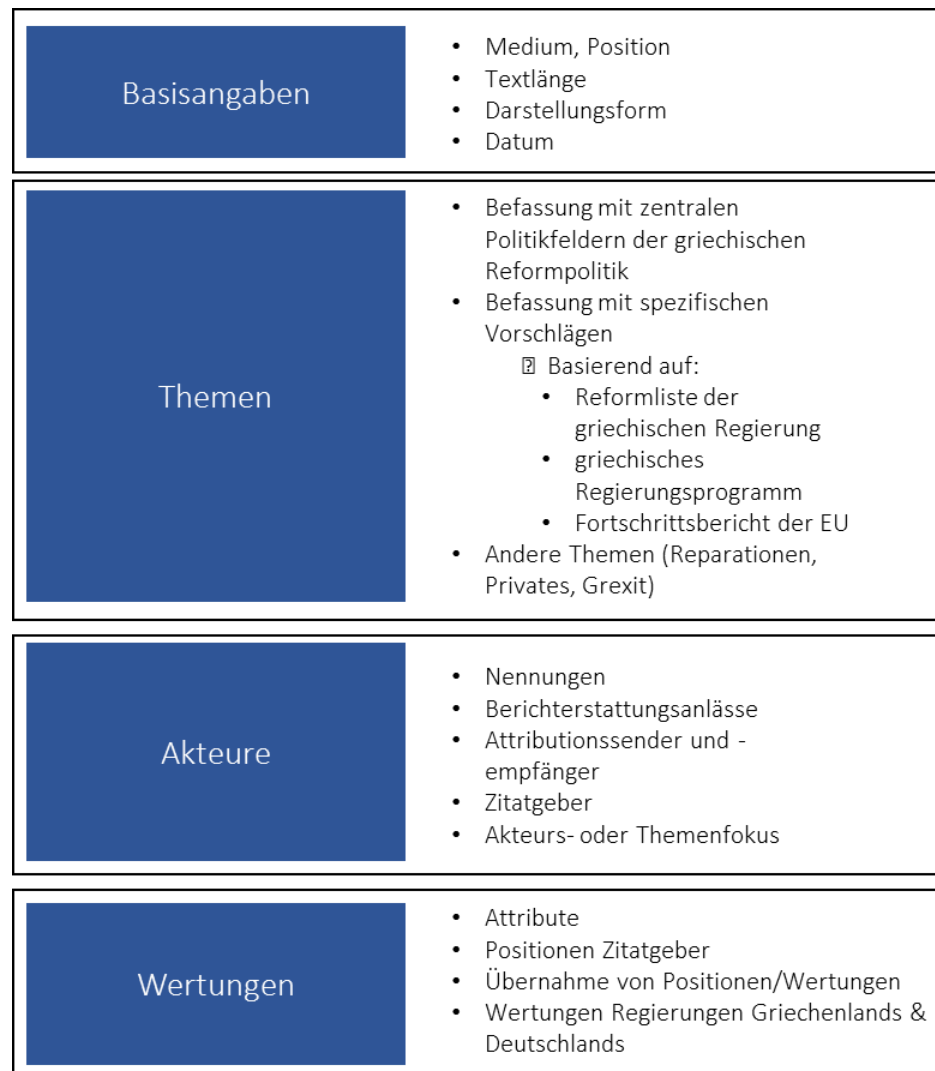 Basisangaben
• Medium, Position
• Textlänge
• Darstellungsform
• Datum
Themen
• Befassung mit zentralen
Politikfeldern der griechischen
Reformpolitik
• Befassung mit spezifischen
Vorschlägen
⍰ Basierend auf:
• Reformliste der
griechischen Regierung
• griechisches
Regierungsprogramm
• Fortschrittsbericht der EU
• Andere Themen (Reparationen,
Privates, Grexit)
Akteure
• Nennungen
• Berichterstattungsanlässe
• Attributionssender und -
empfänger
• Zitatgeber
• Akteurs- oder Themenfokus
Wertungen
• Attribute
• Positionen Zitatgeber
• Übernahme von Positionen/Wertungen
• Wertungen Regierungen Griechenlands &
Deutschlands